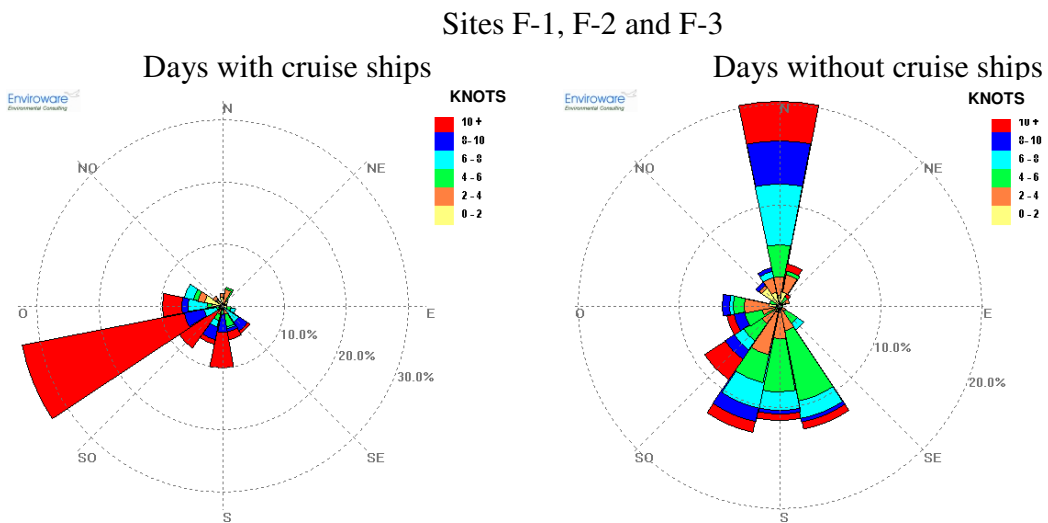 Sites F-1, F-2 and F-3
Days with cruise ships
Days without cruise ships
Enviroware
Environmental Consulting
KNOTS
10 +
8 - 10
6 - 8
4 - 6
2 - 4
0 - 2
N
NO
NE
O
E
10.0%
20.0%
30.0%
SO
SE
S
Enviroware
Environmental Consulting
KNOTS
10 +
8 - 10
6 - 8
4 - 6
2 - 4
0 - 2
N
NO
NE
O
E
10.0%
20.0%
SO
SE
S